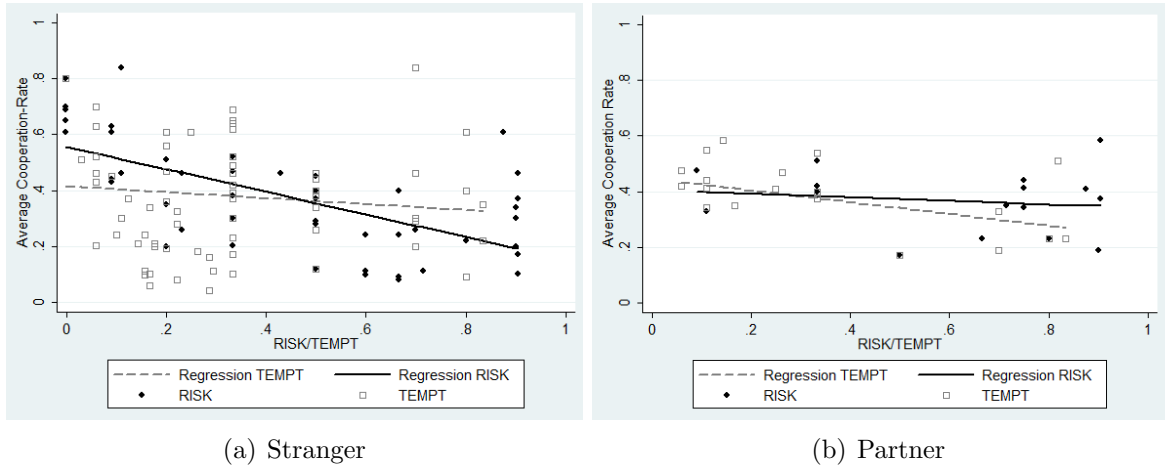 Average Cooperation-Rate
1
.8
.6
.4
.2
0
0 .2 .4 .6 .8 1
RISK/TEMPT
Regression TEMPT Regression RISK
RISK TEMPT
(a) Stranger
Average Cooperation Rate
1
.8
.6
.4
.2
0
0 .2 .4 .6 .8 1
RISK/TEMPT
Regression TEMPT Regression RISK
RISK TEMPT
(b) Partner